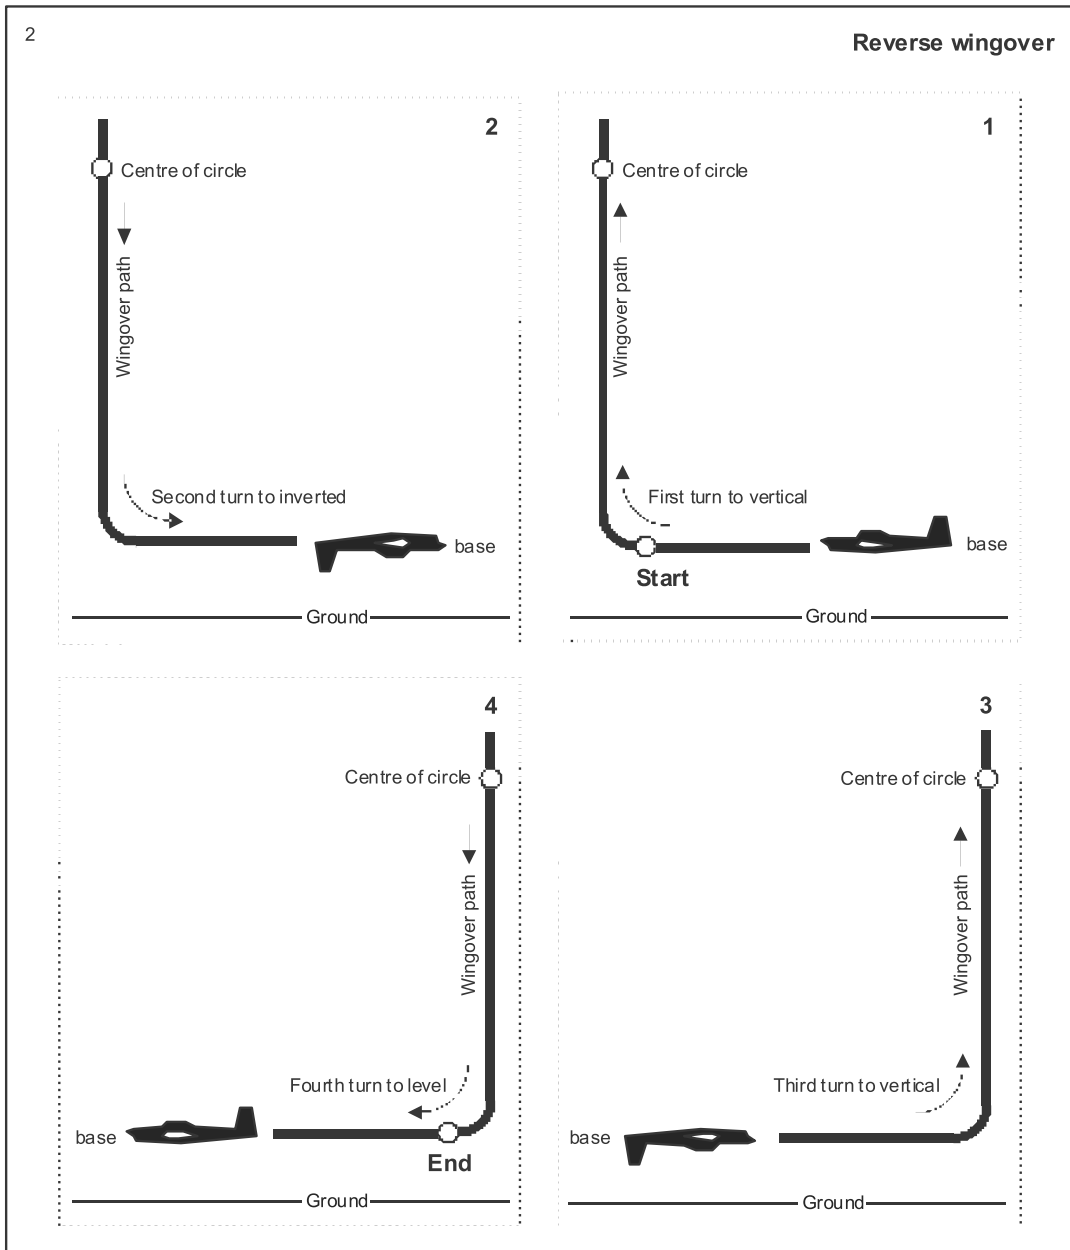 2
Reverse wingover
2
Centre of circle
Wingover path
Second turn to inverted
base
Ground
1
Centre of circle
Wingover path
First turn to vertical
base
Start
Ground
4
Centre of circle
Wingover path
Fourth turn to level
base
End
Ground
3
Centre of circle
Wingover path
Third turn to vertical
base
Ground